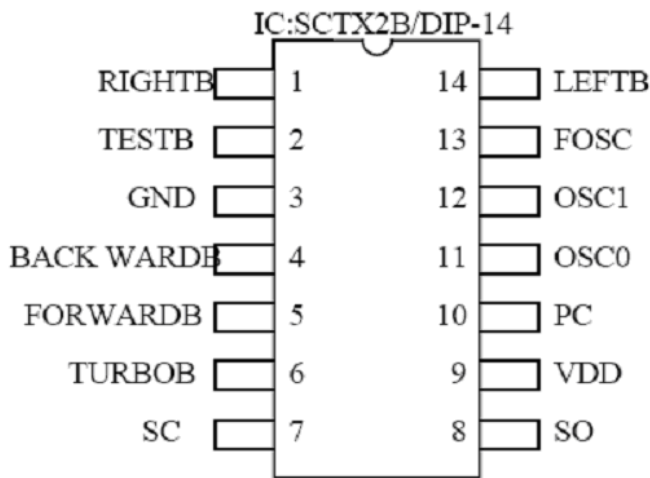 IC:SCTX2B/DIP-14
RIGHTB 1 14 LEFTB
TESTB 2 13 FOSC
GND 3 12 OSC1
BACK WARDB 4 11 OSC0
FORWARDB 5 10 PC
TURBOB 6 9 VDD
SC 7 8 SO